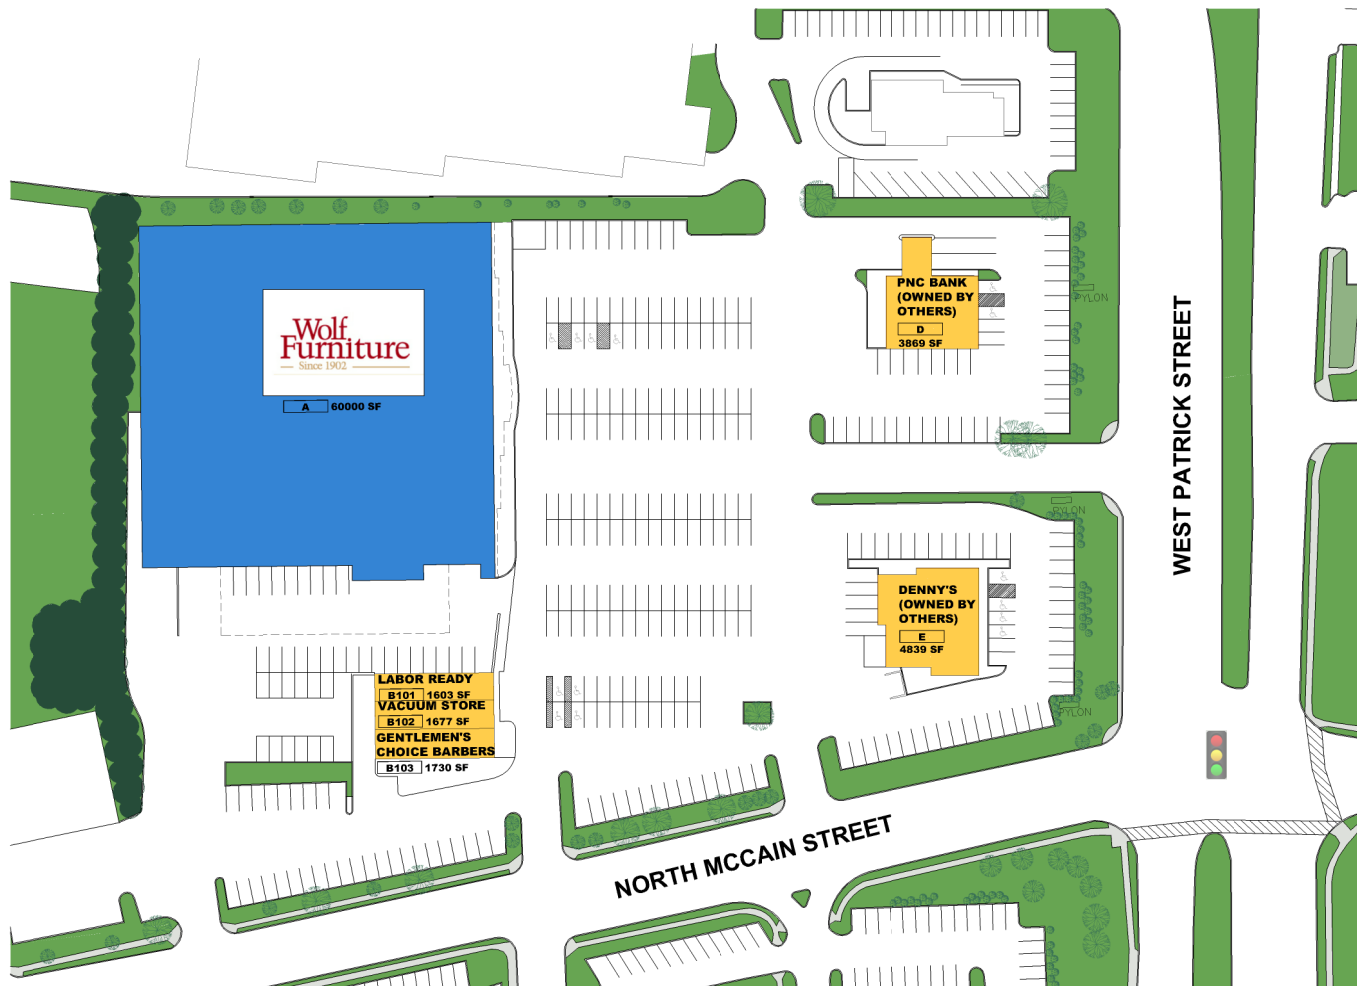 Wolf
Furniture
Since 1902
A 60000 SF
PNC BANK
(OWNED BY
OTHERS)
D
3869 SF
PYLON
WEST PATRICK STREET
PYLON
DENNY'S
(OWNED BY
OTHERS)
E
4839 SF
LABOR READY
B101 1603 SF
VACUUM STORE
B102 1677 SF
GENTLEMEN'S
CHOICE BARBERS
B103 1730 SF
PYLON
NORTH MCCAIN STREET